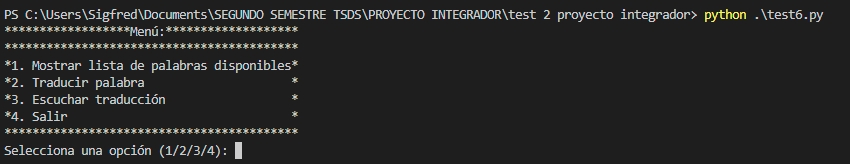 PS C:\Users\Sigfred\Documents\SEGUNDO SEMESTRE TSDS\PROYECTO INTEGRADOR\test 2 proyecto integrador> python .\test6.py
******************Menú:*******************
******************************************
*1. Mostrar lista de palabras disponibles*
*2. Traducir palabra                     *
*3. Escuchar traducción                  *
*4. Salir                                *
******************************************
Selecciona una opción (1/2/3/4):